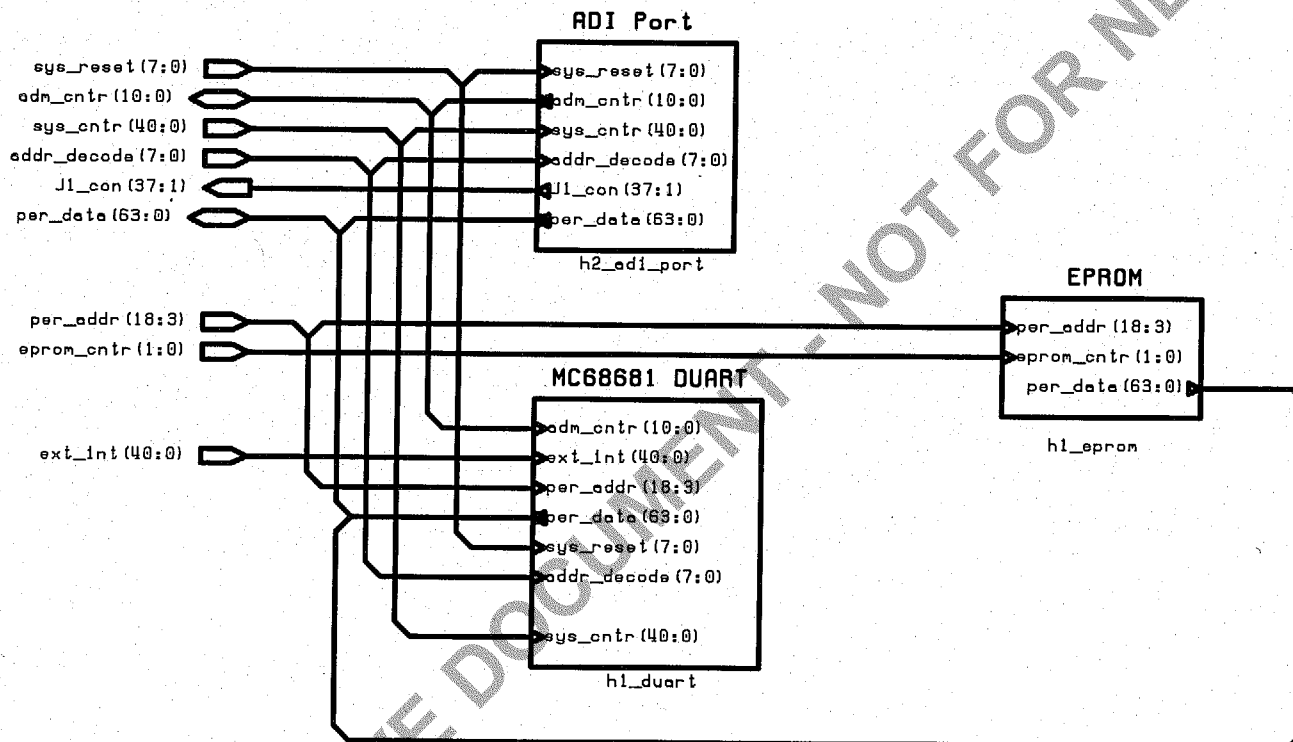 ADI Port
sys_reset(7:0)
adm_cntr(10:0)
sys_cntr(40:0)
addr_decode(7:0)
J1_con(37:1)
per_data(63:0)
sys_reset(7:0)
adm_cntr(10:0)
sys_cntr(40:0)
addr_decode(7:0)
J1_con(37:1)
per_data(63:0)
h2_adi_port
per_addr(18:3)
eprom_cntr(1:0)
EPROM
per_addr(18:3)
eprom_cntr(1:0)
per_data(63:0)
h1_eprom
ext_int(40:0)
MC68681 DUART
adm_cntr(10:0)
ext_int(40:0)
per_addr(18:3)
per_data(63:0)
sys_reset(7:0)
addr_decode(7:0)
sys_cntr(40:0)
h1_duart
DOCUMENT - NOT FOR